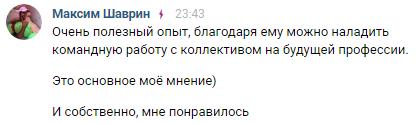 Максим Шаврин 23:43
Очень полезный опыт, благодаря ему можно наладить
командную работу с коллективом на будущей профессии.
Это основное моё мнение)
И собственно, мне понравилось